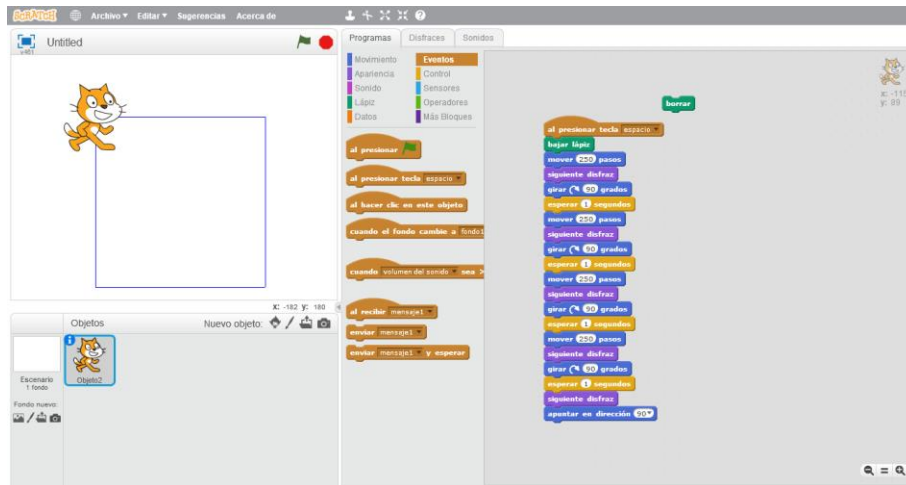 SCRATCH Archivo Editar Sugerencias Acerca de
Untitled
v461
Programas Disfraces Sonidos
Movimiento Eventos
Apariencia Control
Sonido Sensores
Lápiz Operadores
Datos Más Bloques
al presionar
al presionar tecla espacio
al hacer clic en este objeto
cuando el fondo cambie a fondo1
cuando volumen del sonido sea >
al recibir mensaje1
enviar mensaje1
enviar mensaje1 y esperar
x: -115
y: 89
borrar
al presionar tecla espacio
bajar lápiz
mover 250 pasos
siguiente disfraz
girar 90 grados
esperar 1 segundos
mover 250 pasos
siguiente disfraz
girar 90 grados
esperar 1 segundos
mover 250 pasos
siguiente disfraz
girar 90 grados
esperar 1 segundos
mover 250 pasos
siguiente disfraz
girar 90 grados
esperar 1 segundos
siguiente disfraz
apuntar en dirección 90
x: -182 y: 180
Objetos Nuevo objeto:
Escenario
1 fondo
Objeto2
Fondo nuevo: